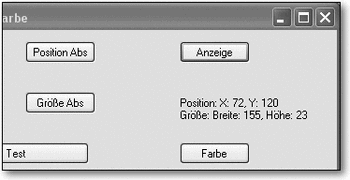 arbe
Position Abs
Anzeige
Größe Abs
Position: X: 72, Y: 120
Größe: Breite: 155, Höhe: 23
Test
Farbe